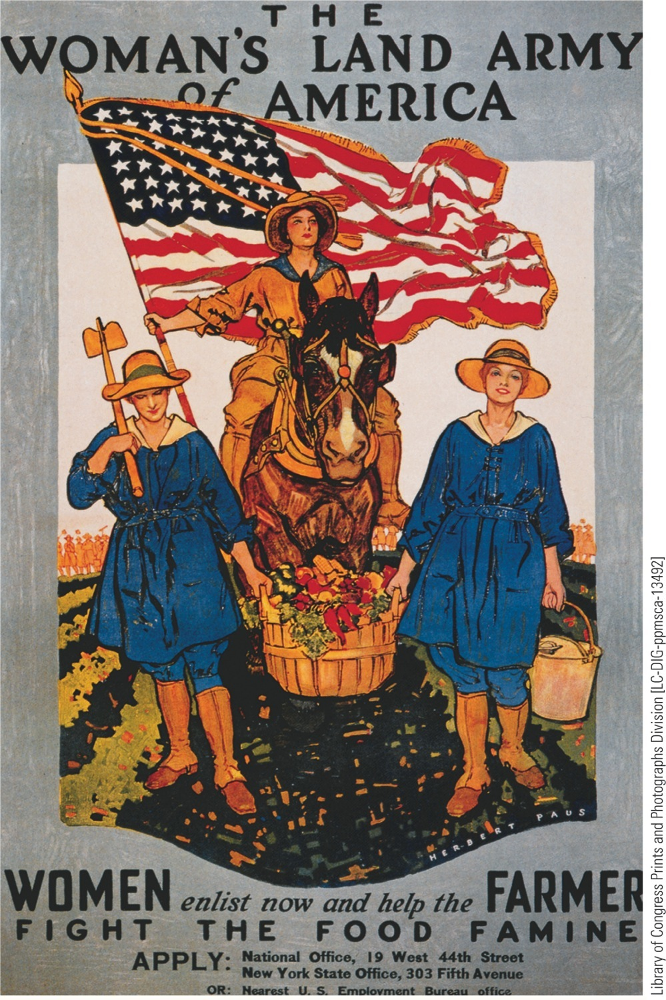 THE
WOMAN'S LAND ARMY
of AMERICA
HERBERT PAUS
WOMEN enlist now and help the FARMER
FIGHT THE FOOD FAMINE
APPLY: National Office, 19 West 44th Street
New York State Office, 303 Fifth Avenue
OR: Nearest U. S. Employment Bureau office
Library of Congress Prints and Photographs Division [LC-DIG-ppmsca-13492]